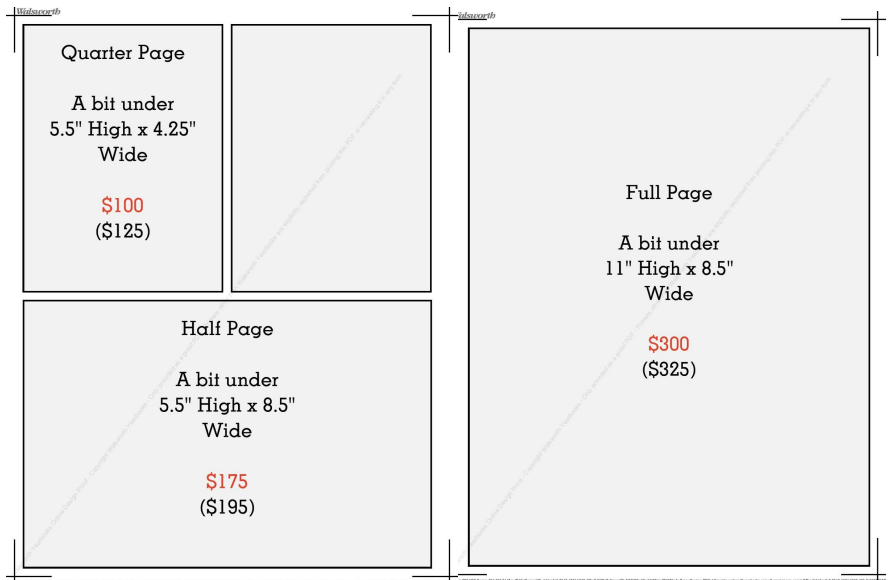 Walsworth
Quarter Page
A bit under
5.5" High x 4.25"
Wide
$100
($125)
Half Page
A bit under
5.5" High x 8.5"
Wide
$175
($195)
alsworth
Full Page
A bit under
11" High x 8.5"
Wide
$300
($325)